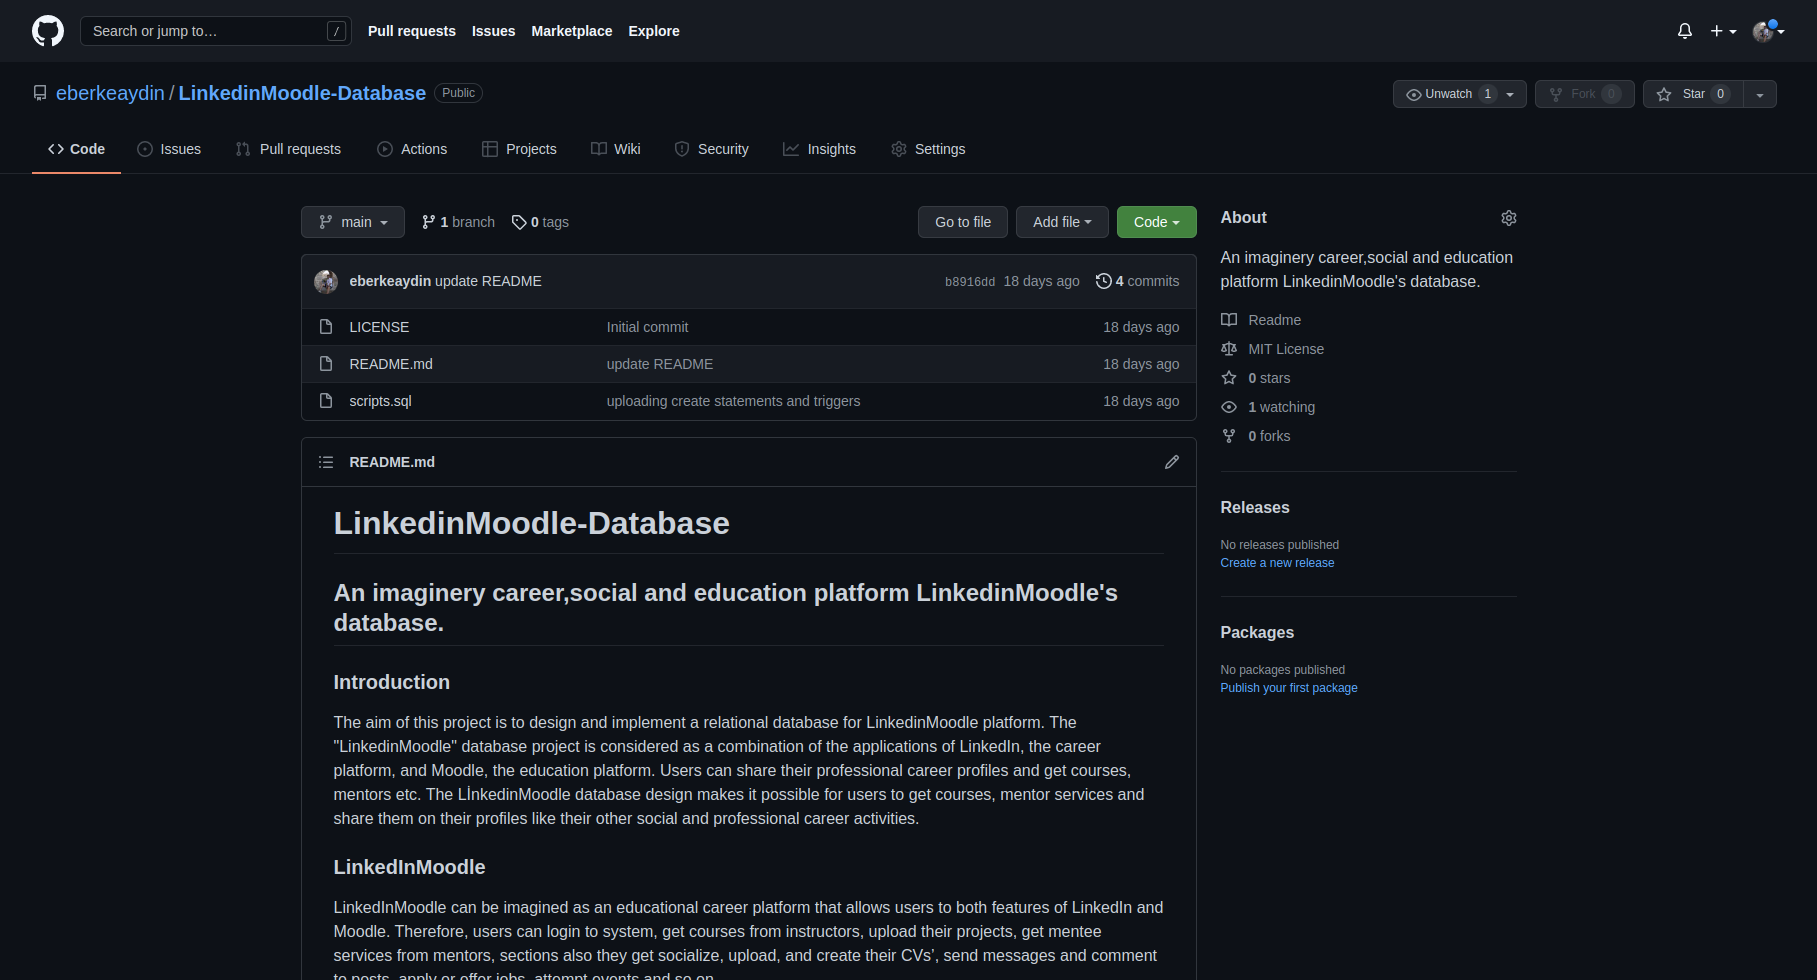 Search or jump to… /
Pull requests Issues Marketplace Explore
eberkeaydin / LinkedinMoodle-Database Public
Unwatch 1 Fork 0 Star 0
Code Issues Pull requests Actions Projects Wiki Security Insights Settings
main 1 branch 0 tags Go to file Add file Code
eberkeaydin update README b8916dd 18 days ago 4 commits
LICENSE Initial commit 18 days ago
README.md update README 18 days ago
scripts.sql uploading create statements and triggers 18 days ago
README.md
LinkedinMoodle-Database
An imaginery career,social and education platform LinkedinMoodle's
database.
Introduction
The aim of this project is to design and implement a relational database for LinkedinMoodle platform. The
"LinkedinMoodle" database project is considered as a combination of the applications of LinkedIn, the career
platform, and Moodle, the education platform. Users can share their professional career profiles and get courses,
mentors etc. The LİnkedinMoodle database design makes it possible for users to get courses, mentor services and
share them on their profiles like their other social and professional career activities.
LinkedInMoodle
LinkedInMoodle can be imagined as an educational career platform that allows users to both features of LinkedIn and
Moodle. Therefore, users can login to system, get courses from instructors, upload their projects, get mentee
services from mentors, sections also they get socialize, upload, and create their CVs’, send messages and comment
to posts, apply or offer jobs, attempt events and so on.
About
An imaginery career,social and education
platform LinkedinMoodle's database.
Readme
MIT License
0 stars
1 watching
0 forks
Releases
No releases published
Create a new release
Packages
No packages published
Publish your first package